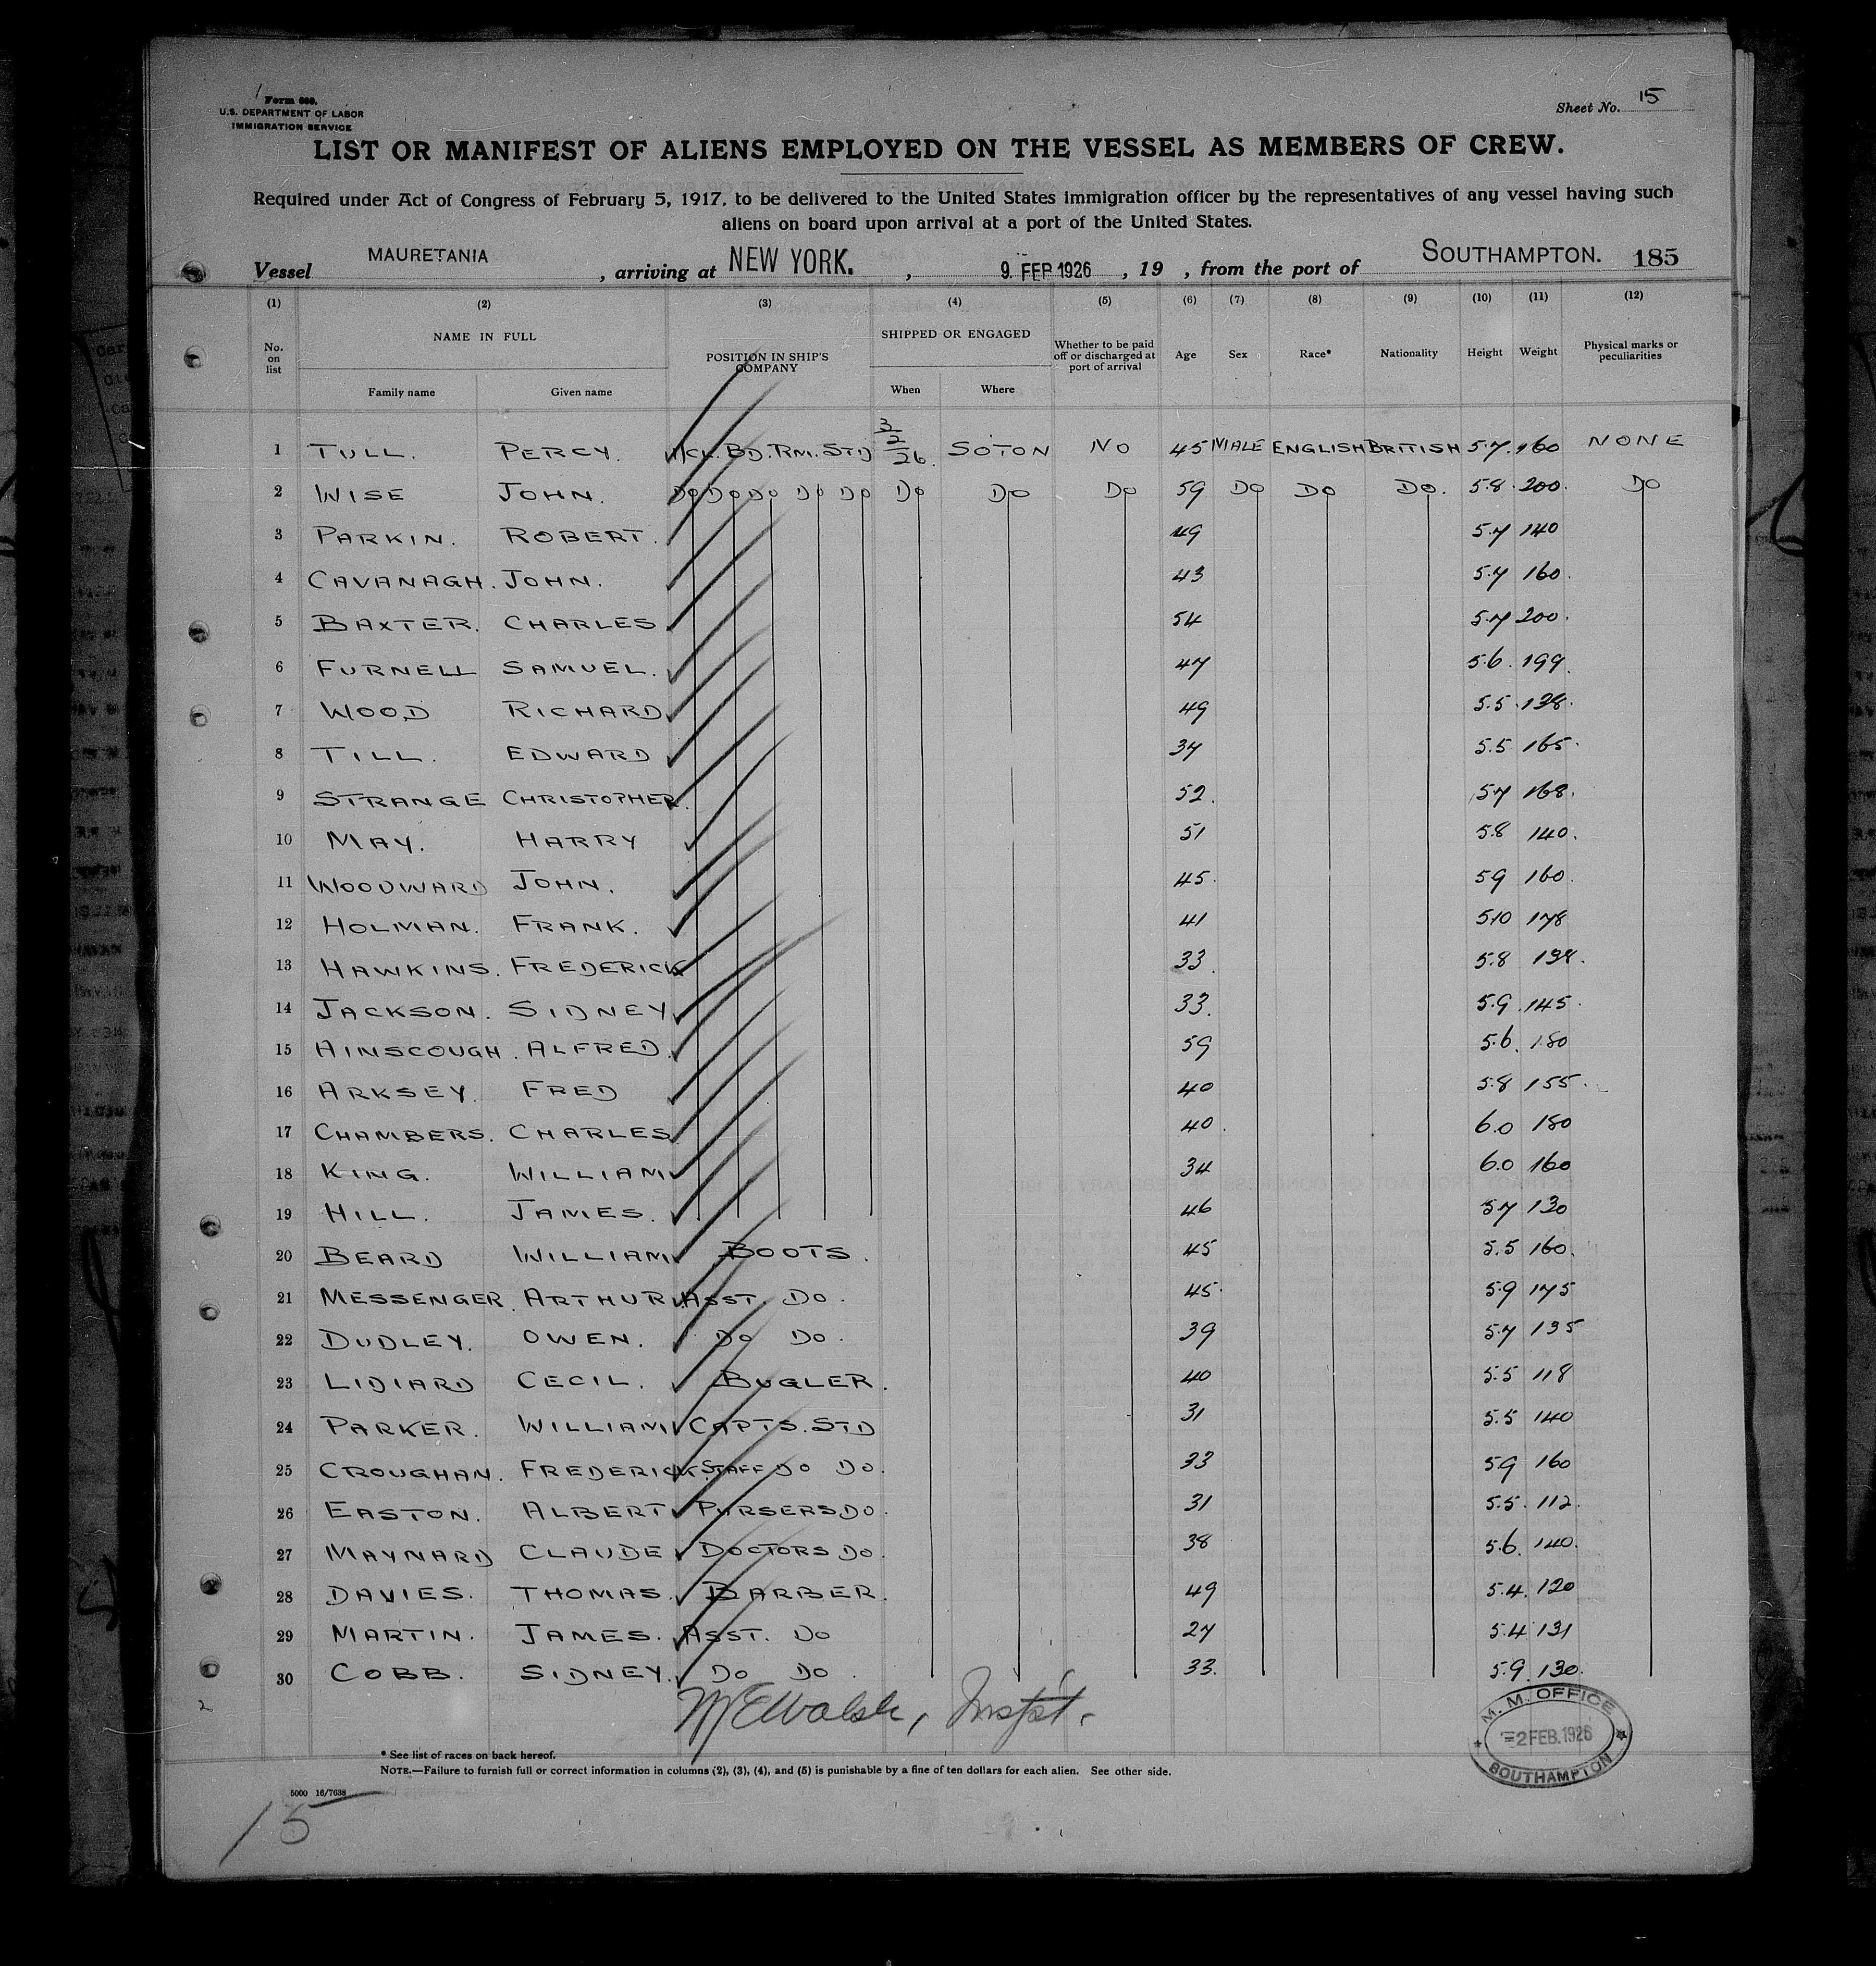 Form 686.
U.S. DEPARTMENT OF LABOR
IMMIGRATION SERVICE
Sheet No. 15
LIST OR MANIFEST OF ALIENS EMPLOYED ON THE VESSEL AS MEMBERS OF CREW.
Required under Act of Congress of February 5, 1917, to be delivered to the United States immigration officer by the representatives of any vessel having such
aliens on board upon arrival at a port of the United States.
Vessel MAURETANIA, arriving at NEW YORK., 9. FEB 1926, 19 , from the port of SOUTHAMPTON. 185
(1) (2) (3) (4) (5) (6) (7) (8) (9) (10) (11) (12)
No. on list NAME IN FULL POSITION IN SHIP'S COMPANY SHIPPED OR ENGAGED Whether to be paid off or discharged at port of arrival Age Sex Race* Nationality Height Weight Physical marks or peculiarities
Family name Given name When Where
1 TULL. PERCY. BD. RM. STD 3/2/26. SOTON NO 45 MALE ENGLISH BRITISH 5.7. 160 NONE
2 WISE JOHN. DO DO DO DO DO DO DO DO 59 DO DO DO. 5.8. 200. DO
3 PARKIN. ROBERT. 49 5.7 140
4 CAVANAGH. JOHN. 43 5.7 160.
5 BAXTER. CHARLES 54 5.7 200.
6 FURNELL SAMUEL. 47 5.6. 199.
7 WOOD RICHARD 49 5.5. 138.
8 TILL. EDWARD 34 5.5 165.
9 STRANGE CHRISTOPHER. 52. 5.7 168.
10 MAY. HARRY 51 5.8 140.
11 WOODWARD JOHN. 45. 5.9 160.
12 HOLMAN. FRANK. 41 5.10 178
13 HAWKINS. FREDERICK 33. 5.8 138.
14 JACKSON. SIDNEY 33. 5.9. 145.
15 AINSCOUGH. ALFRED. 59 5.6. 180
16 ARKSEY. FRED 40 5.8 155.
17 CHAMBERS. CHARLES 40. 6.0 180
18 KING. WILLIAM 34 6.0 160
19 HILL. JAMES. 46 5.7 130
20 BEARD WILLIAM BOOTS. 45 5.5 160.
21 MESSENGER. ARTHUR ASST. DO. 45. 5.9 175
22 DUDLEY. OWEN. DO DO. 39 5.7 135
23 LIDIARD CECIL. BUGLER. 40 5.5 118
24 PARKER. WILLIAM CAPTS. STD 31 5.5 140
25 CROUGHAN. FREDERICK STAFF DO DO. 33 5.9 160
26 EASTON. ALBERT PURSERS DO. 31 5.5. 112.
27 MAYNARD CLAUDE DOCTORS DO. 38 5.6. 140.
28 DAVIES. THOMAS. BARBER. 49 5.4. 120
29 MARTIN. JAMES. ASST. DO 27 5.4 131
30 COBB. SIDNEY. DO DO. 33. 5.9. 130.
M. M. OFFICE
2 FEB. 1926
SOUTHAMPTON
* See list of races on back hereof.
NOTE.—Failure to furnish full or correct information in columns (2), (3), (4), and (5) is punishable by a fine of ten dollars for each alien. See other side.
5000 16/7638
15